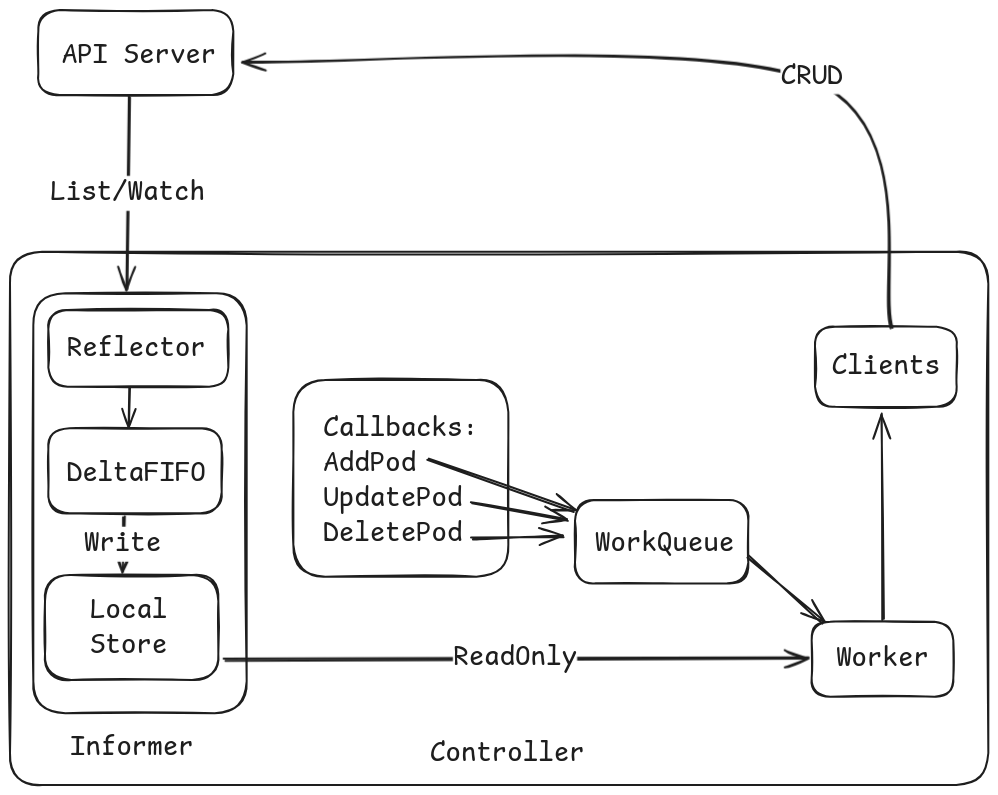 API Server
CRUD
List/Watch
Reflector
Clients
Callbacks:
AddPod
DeltaFIFO
UpdatePod
DeletePod
Write
WorkQueue
Local
Store
ReadOnly
Worker
Informer
Controller